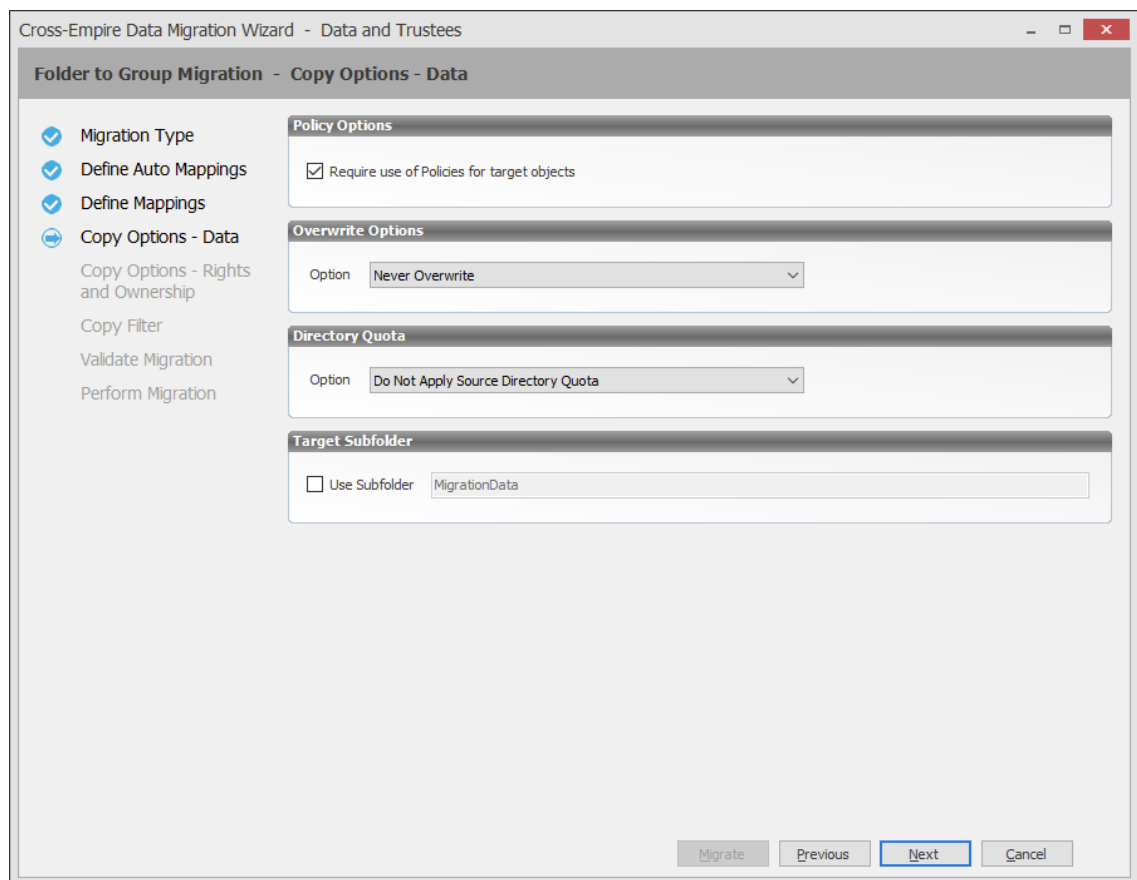 Cross-Empire Data Migration Wizard - Data and Trustees
Folder to Group Migration - Copy Options - Data
Migration Type
Define Auto Mappings
Define Mappings
Copy Options - Data
Copy Options - Rights
and Ownership
Copy Filter
Validate Migration
Perform Migration
Policy Options
Require use of Policies for target objects
Overwrite Options
Option Never Overwrite
Directory Quota
Option Do Not Apply Source Directory Quota
Target Subfolder
Use Subfolder MigrationData
Migrate Previous Next Cancel